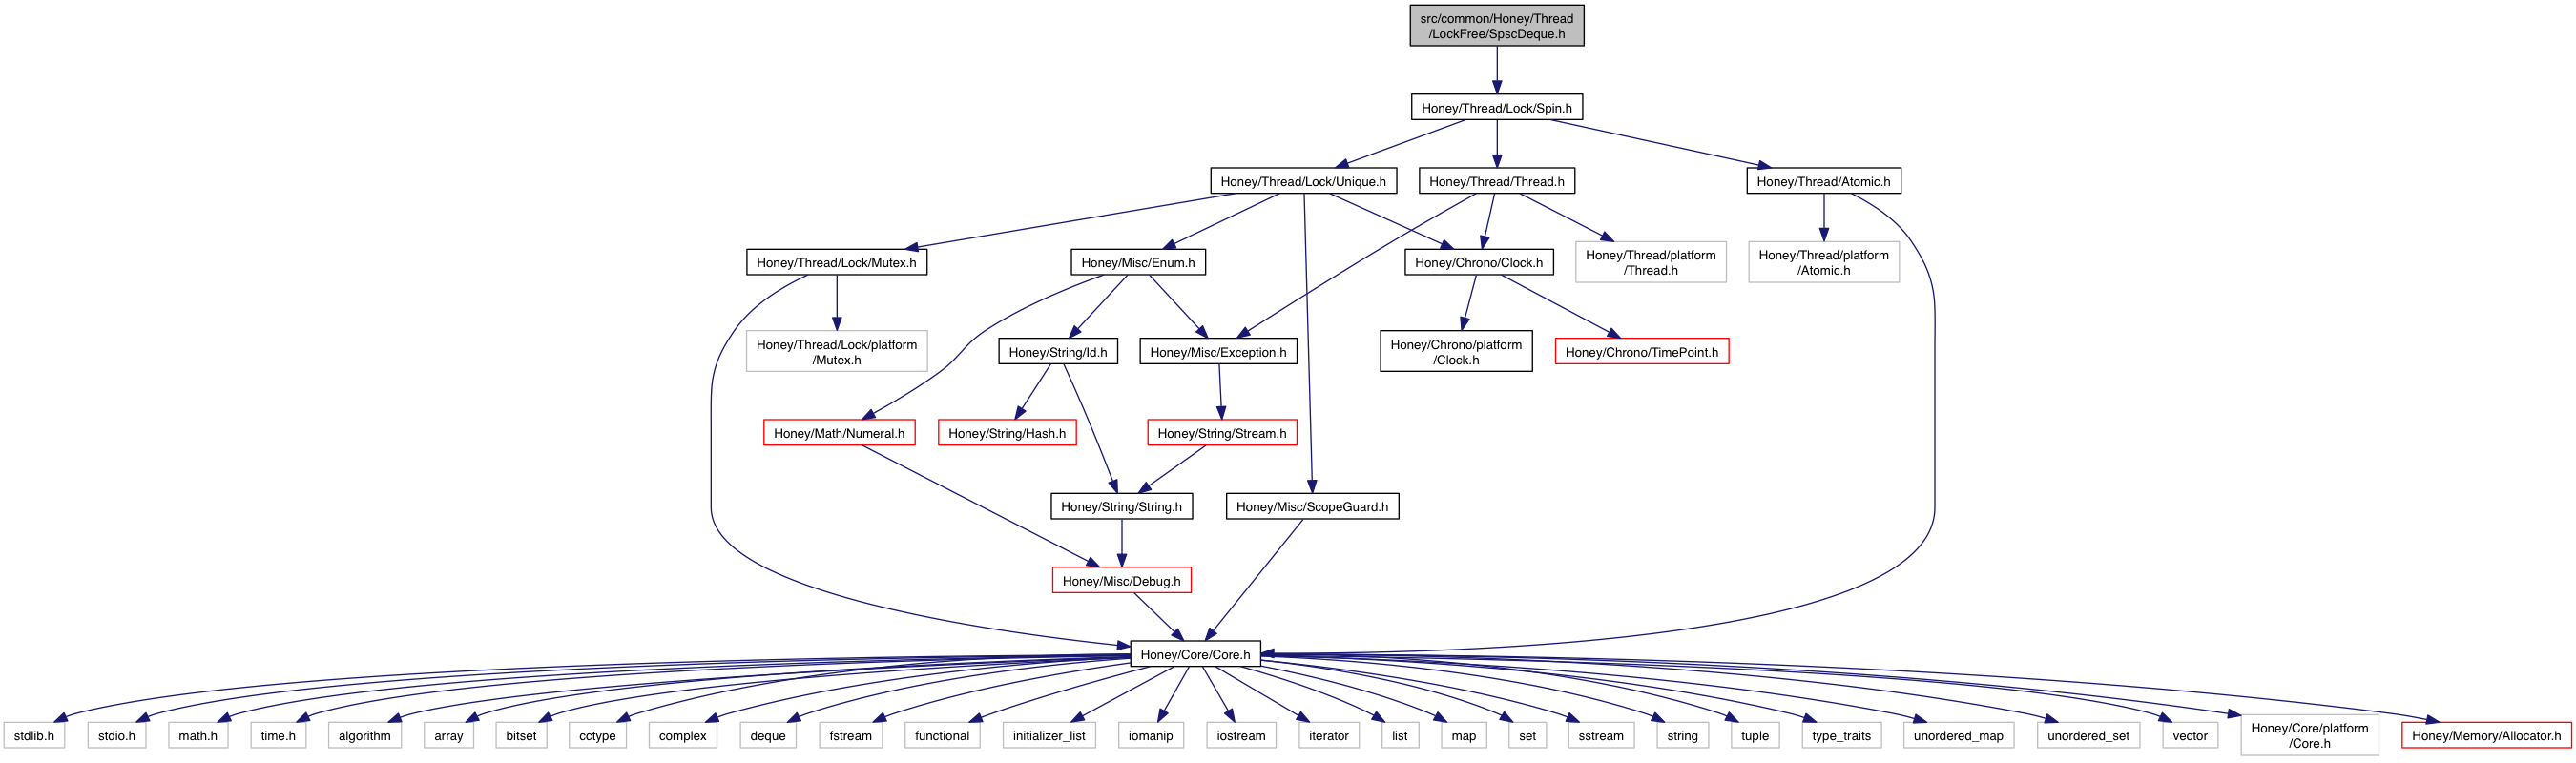 src/common/Honey/Thread
/LockFree/SpscDeque.h
Honey/Thread/Lock/Spin.h
Honey/Thread/Lock/Unique.h
Honey/Thread/Thread.h
Honey/Thread/Atomic.h
Honey/Thread/Lock/Mutex.h
Honey/Misc/Enum.h
Honey/Chrono/Clock.h
Honey/Thread/platform
/Thread.h
Honey/Thread/platform
/Atomic.h
Honey/Thread/Lock/platform
/Mutex.h
Honey/String/Id.h
Honey/Misc/Exception.h
Honey/Chrono/platform
/Clock.h
Honey/Chrono/TimePoint.h
Honey/Math/Numeral.h
Honey/String/Hash.h
Honey/String/Stream.h
Honey/String/String.h
Honey/Misc/ScopeGuard.h
Honey/Misc/Debug.h
Honey/Core/Core.h
stdlib.h
stdio.h
math.h
time.h
algorithm
array
bitset
cctype
complex
deque
fstream
functional
initializer_list
iomanip
iostream
iterator
list
map
set
sstream
string
tuple
type_traits
unordered_map
unordered_set
vector
Honey/Core/platform
/Core.h
Honey/Memory/Allocator.h